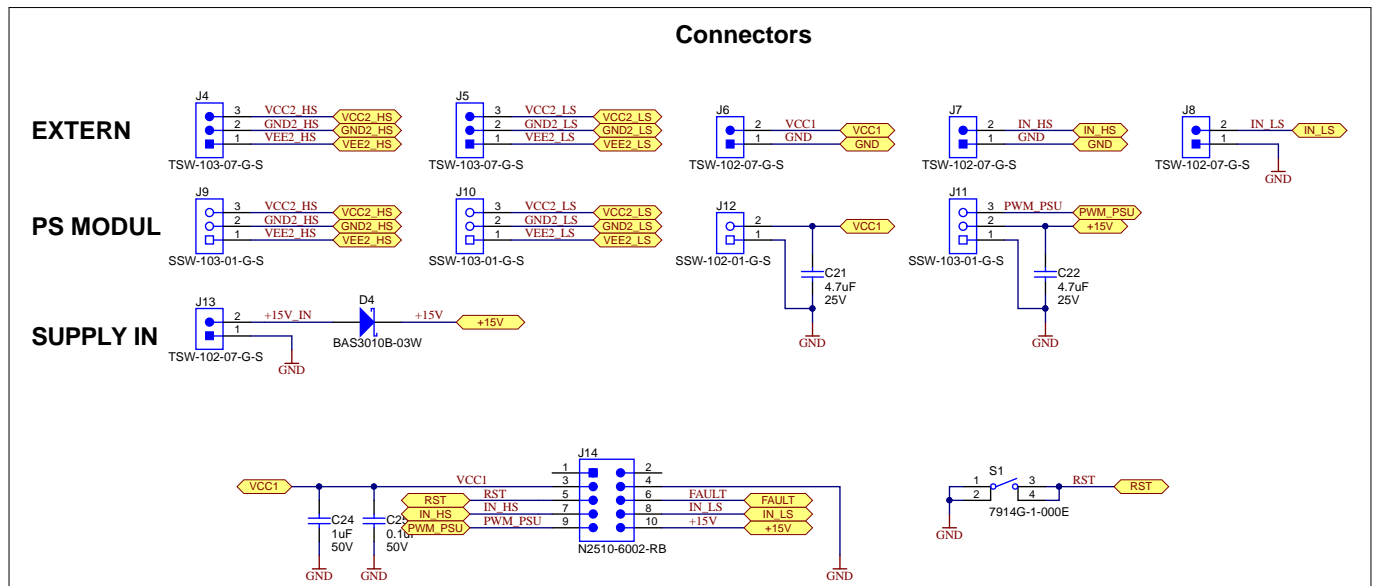 Connectors
EXTERN
J4
3 VCC2_HS VCC2_HS
2 GND2_HS GND2_HS
1 VEE2_HS VEE2_HS
TSW-103-07-G-S
J5
3 VCC2_LS VCC2_LS
2 GND2_LS GND2_LS
1 VEE2_LS VEE2_LS
TSW-103-07-G-S
J6
2 VCC1 VCC1
1 GND GND
TSW-102-07-G-S
J7
2 IN_HS IN_HS
1 GND GND
TSW-102-07-G-S
J8
2 IN_LS IN_LS
1
TSW-102-07-G-S
GND
PS MODUL
J9
3 VCC2_HS VCC2_HS
2 GND2_HS GND2_HS
1 VEE2_HS VEE2_HS
SSW-103-01-G-S
J10
3 VCC2_LS VCC2_LS
2 GND2_LS GND2_LS
1 VEE2_LS VEE2_LS
SSW-103-01-G-S
J12
2 VCC1
1
SSW-102-01-G-S
C21
4.7uF
25V
GND
J11
3 PWM_PSU PWM_PSU
2 +15V
1
SSW-103-01-G-S
C22
4.7uF
25V
GND
SUPPLY IN
J13
2 +15V_IN
1
TSW-102-07-G-S
GND
D4
+15V +15V
BAS3010B-03W
J14
1 2
VCC1 VCC1 3 4
RST RST 5 6 FAULT FAULT
IN_HS IN_HS 7 8 IN_LS IN_LS
PWM_PSU PWM_PSU 9 10 +15V +15V
N2510-6002-RB
C24
1uF
50V
GND
C25
0.1uF
50V
GND
GND
S1
1 3 RST RST
2 4
7914G-1-000E
GND